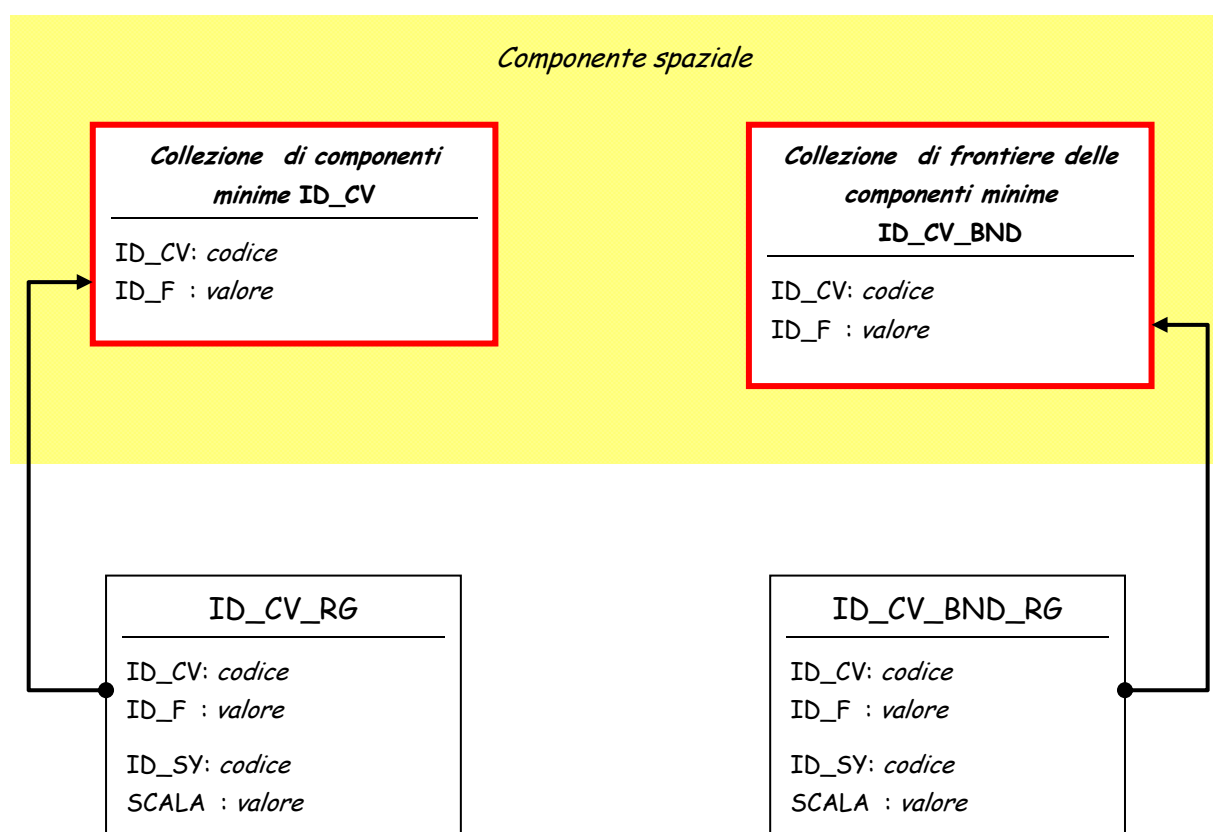 Componente spaziale
Collezione di componenti
minime ID_CV
ID_CV: codice
ID_F : valore
Collezione di frontiere delle
componenti minime
ID_CV_BND
ID_CV: codice
ID_F : valore
ID_CV_RG
ID_CV: codice
ID_F : valore
ID_SY: codice
SCALA : valore
ID_CV_BND_RG
ID_CV: codice
ID_F : valore
ID_SY: codice
SCALA : valore